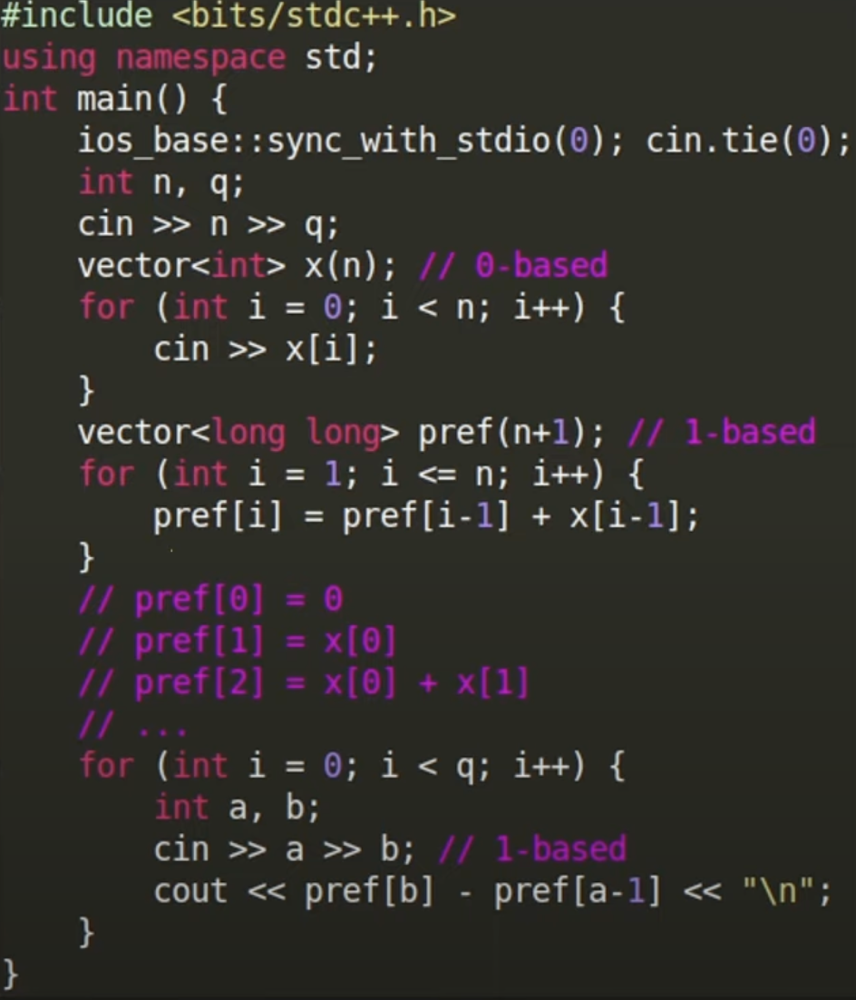 #include <bits/stdc++.h>
using namespace std;
int main() {
    ios_base::sync_with_stdio(0); cin.tie(0);
    int n, q;
    cin >> n >> q;
    vector<int> x(n); // 0-based
    for (int i = 0; i < n; i++) {
        cin >> x[i];
    }
    vector<long long> pref(n+1); // 1-based
    for (int i = 1; i <= n; i++) {
        pref[i] = pref[i-1] + x[i-1];
    }
    // pref[0] = 0
    // pref[1] = x[0]
    // pref[2] = x[0] + x[1]
    // ...
    for (int i = 0; i < q; i++) {
        int a, b;
        cin >> a >> b; // 1-based
        cout << pref[b] - pref[a-1] << "\n";
    }
}